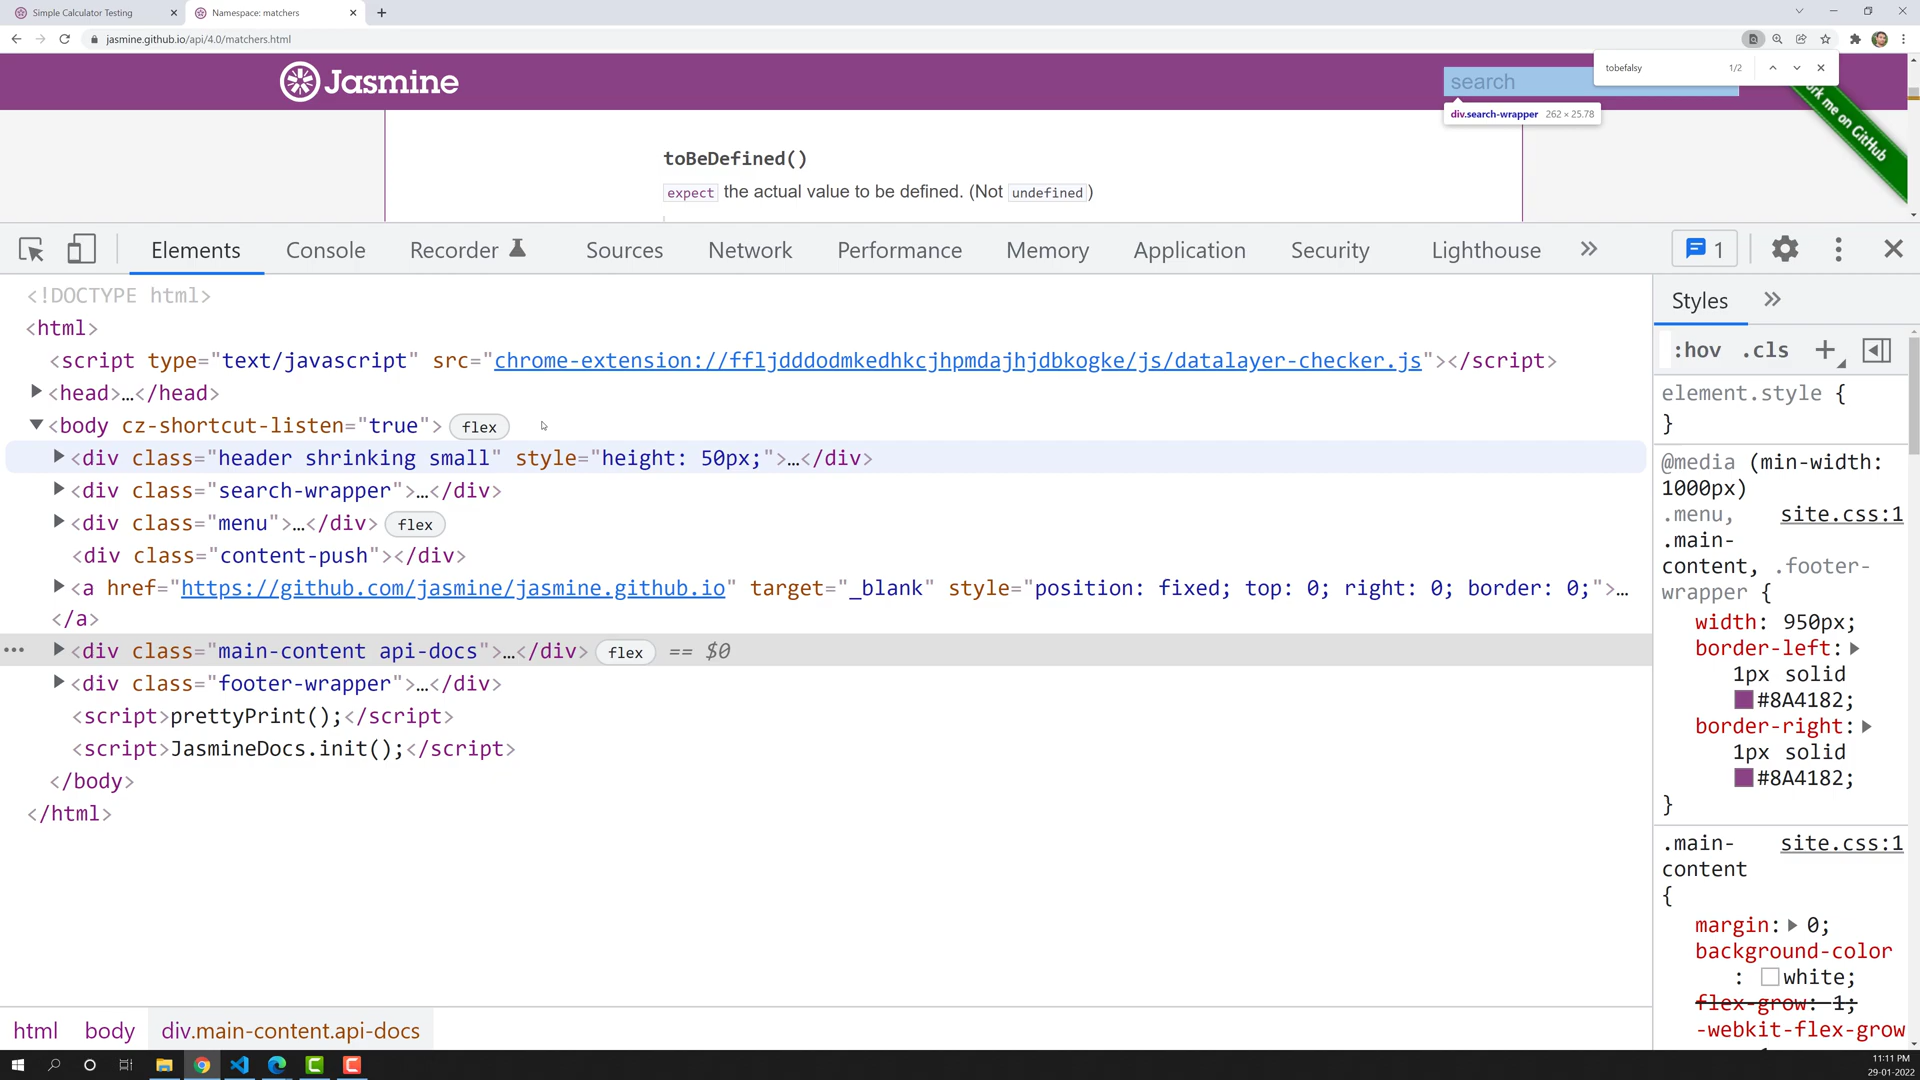 Simple Calculator Testing
Namespace: matchers
jasmine.github.io/api/4.0/matchers.html
Jasmine
search
tobefalsy
1/2
div.search-wrapper 262 × 25.78
rk me on GitHub
toBeDefined()
expect the actual value to be defined. (Not undefined)
Elements Console Recorder Sources Network Performance Memory Application Security Lighthouse » 1
<!DOCTYPE html>
<html>
<script type="text/javascript" src="chrome-extension://ffljdddodmkedhkcjhpmdajhjdbkogke/js/datalayer-checker.js"></script>
<head>…</head>
<body cz-shortcut-listen="true"> flex
<div class="header shrinking small" style="height: 50px;">…</div>
<div class="search-wrapper">…</div>
<div class="menu">…</div> flex
<div class="content-push"></div>
<a href="https://github.com/jasmine/jasmine.github.io" target="_blank" style="position: fixed; top: 0; right: 0; border: 0;">…
</a>
<div class="main-content api-docs">…</div> flex == $0
<div class="footer-wrapper">…</div>
<script>prettyPrint();</script>
<script>JasmineDocs.init();</script>
</body>
</html>
html body div.main-content.api-docs
Styles »
:hov .cls +
element.style {
}
@media (min-width:
1000px)
.menu, site.css:1
.main-
content, .footer-
wrapper {
width: 950px;
border-left:
1px solid
#8A4182;
border-right:
1px solid
#8A4182;
}
.main- site.css:1
content
{
margin: 0;
background-color
: white;
flex-grow: 1;
-webkit-flex-grow
11:11 PM
29-01-2022